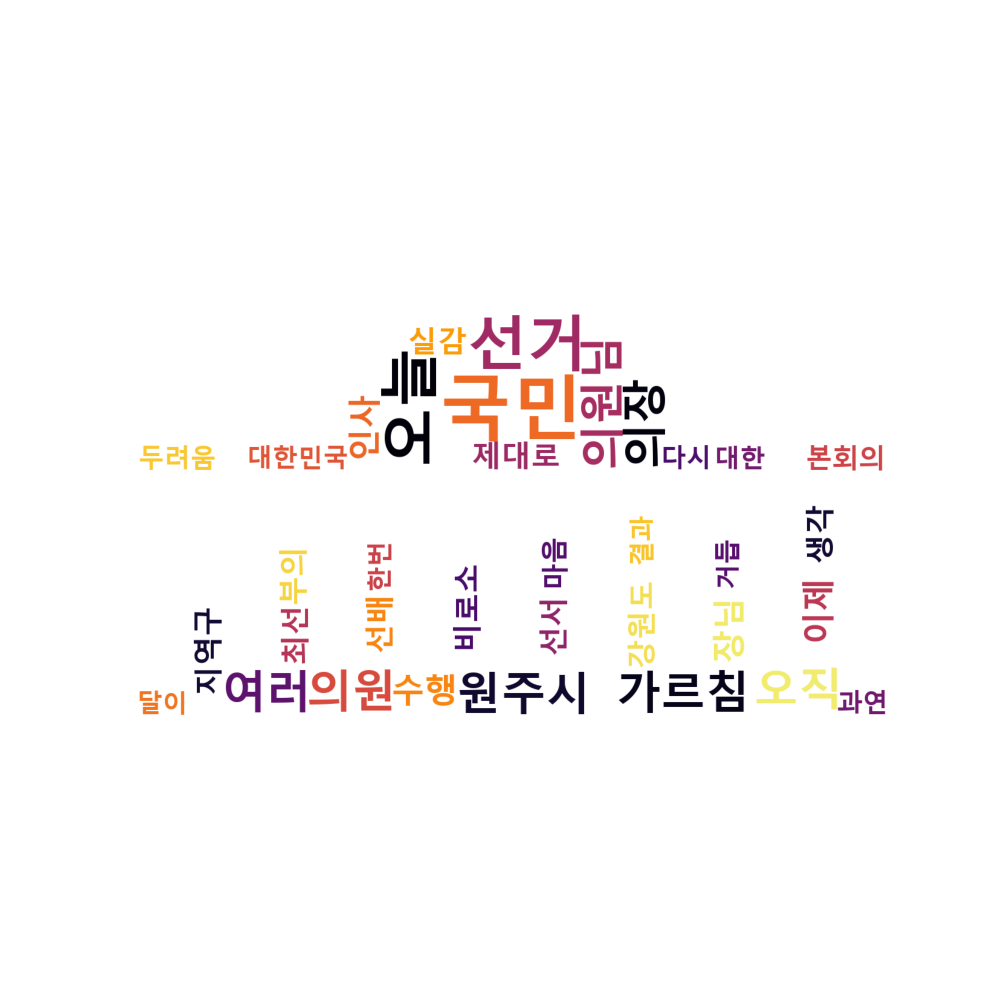 실감
선거
오늘
국민
의원님
의장
인사
두려움
대한민국
제대로
다시
대한
본회의
생각
결과
거듭
마음
한번
부의
비로소
이제
강원도
장님
선서
선배
최선
지역구
달이
여러
의원
수행
원주시
가르침
오직
과연